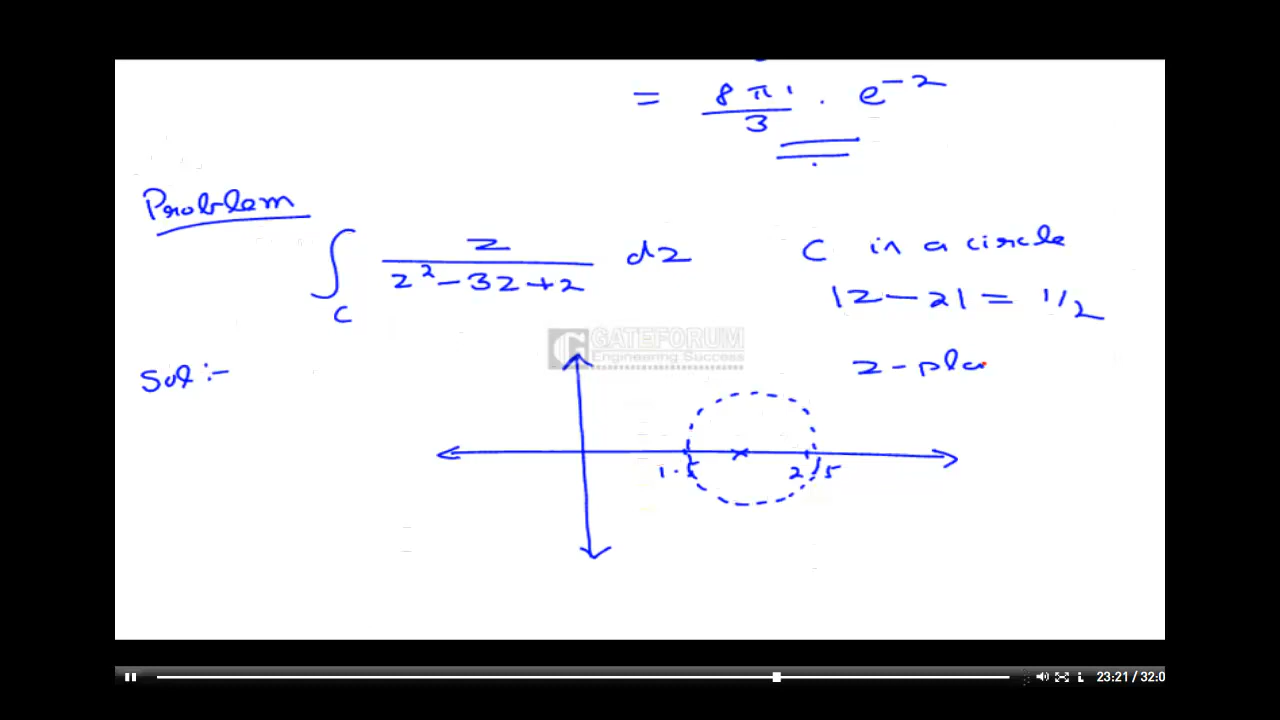 = 8πi/3 . e^-2
Problem
∫_C z/(z^2 - 3z + 2) dz C in a circle
|z - 2| = 1/2
GATEFORUM
Engineering Success
Sol :- z - pla
1.5 2.5
23:21 / 32:0